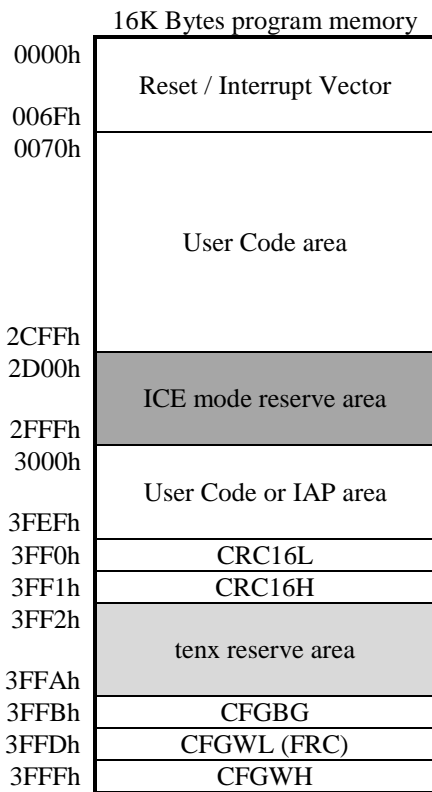 16K Bytes program memory
0000h
Reset / Interrupt Vector
006Fh
0070h
User Code area
2CFFh
2D00h
ICE mode reserve area
2FFFh
3000h
User Code or IAP area
3FEFh
3FF0h CRC16L
3FF1h CRC16H
3FF2h
tenx reserve area
3FFAh
3FFBh CFGBG
3FFDh CFGWL (FRC)
3FFFh CFGWH